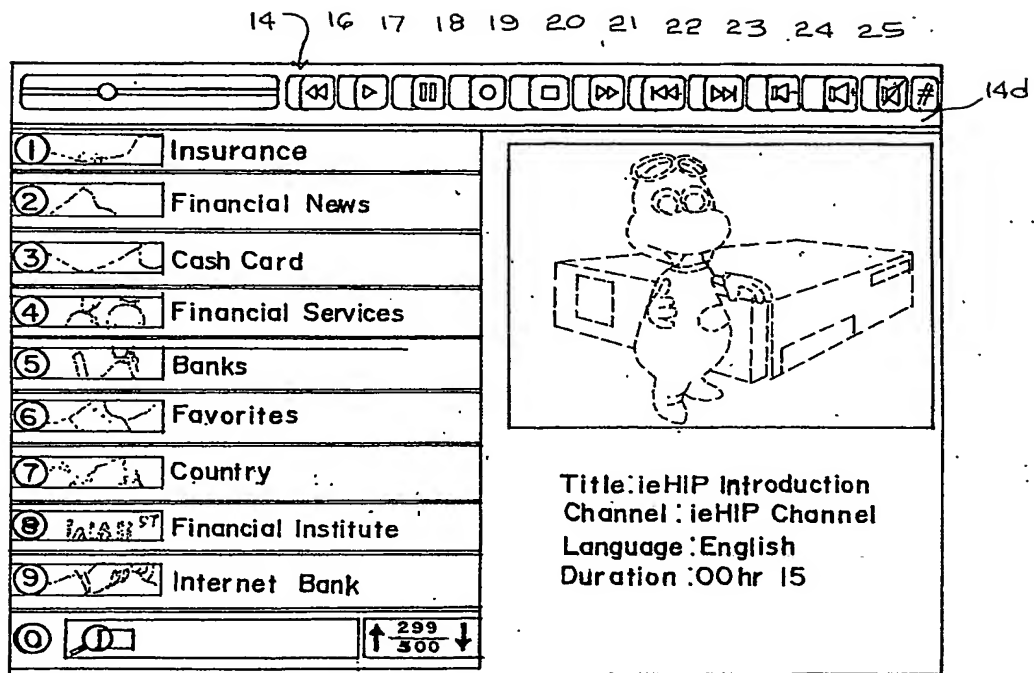 14 16 17 18 19 20 21 22 23 24 25
#
14d
1 Insurance
2 Financial News
3 Cash Card
4 Financial Services
5 Banks
6 Favorites
7 Country
8 ST Financial Institute
9 Internet Bank
0 ↑ 299/500 ↓
Title:ieHIP Introduction
Channel:ieHIP Channel
Language:English
Duration:00hr 15